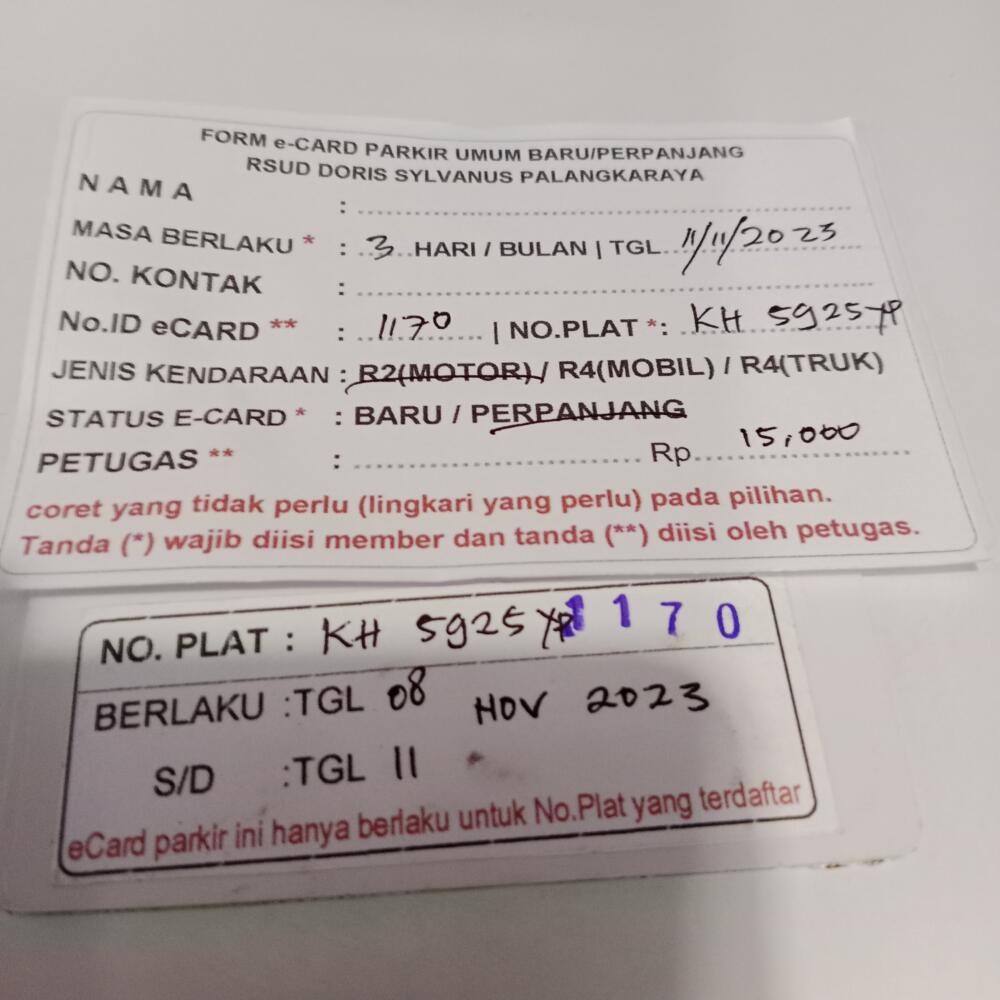 FORM e-CARD PARKIR UMUM BARU/PERPANJANG
RSUD DORIS SYLVANUS PALANGKARAYA
NAMA :
MASA BERLAKU * : 3 HARI / BULAN | TGL 11/11/2023
NO. KONTAK :
No.ID eCARD ** : 1170 | NO.PLAT *: KH 5925 YP
JENIS KENDARAAN : R2(MOTOR) / R4(MOBIL) / R4(TRUK)
STATUS E-CARD * : BARU / PERPANJANG
PETUGAS ** : Rp 15,000
coret yang tidak perlu (lingkari yang perlu) pada pilihan.
Tanda (*) wajib diisi member dan tanda (**) diisi oleh petugas.
NO. PLAT : KH 5925 YP 1170
BERLAKU :TGL 08 NOV 2023
S/D :TGL 11
eCard parkir ini hanya berlaku untuk No.Plat yang terdaftar